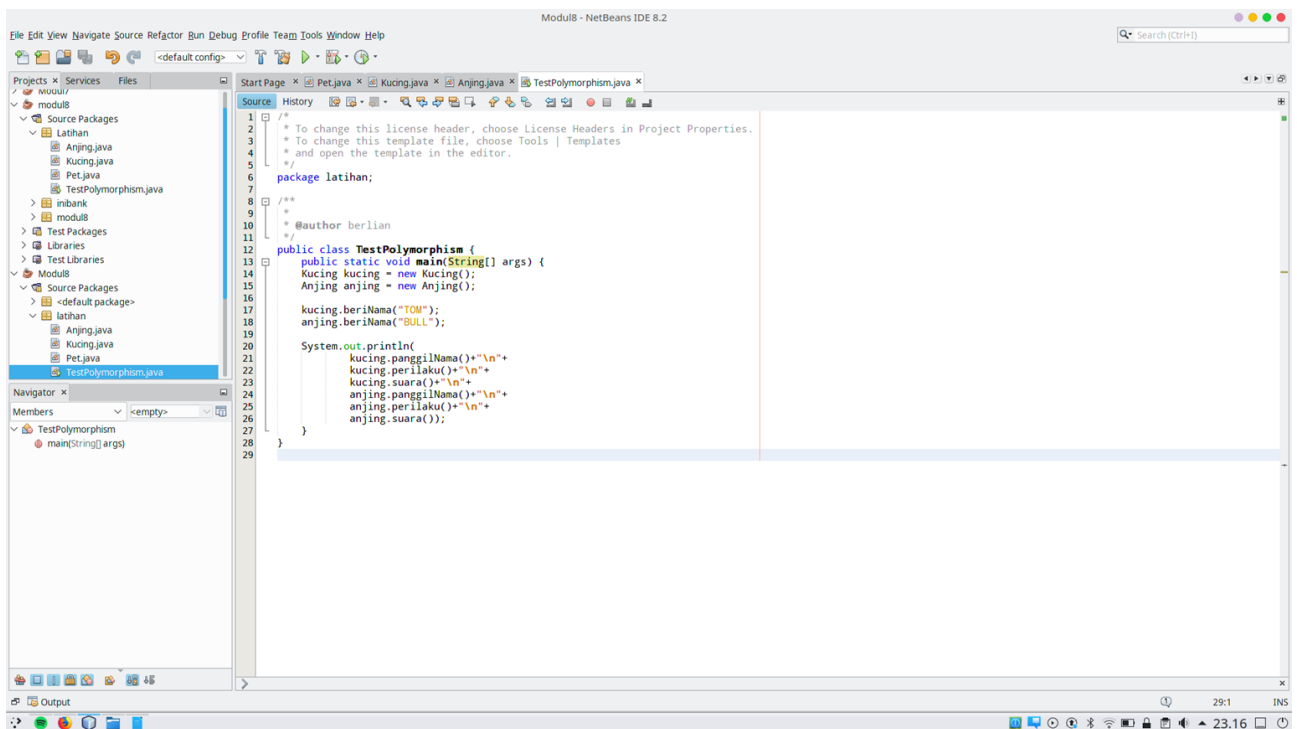 Modul8 - NetBeans IDE 8.2
File Edit View Navigate Source Refactor Run Debug Profile Team Tools Window Help
Search (Ctrl+I)
<default config>
Projects × Services Files
Start Page × Pet.java × Kucing.java × Anjing.java × TestPolymorphism.java ×
Modul7
modul8
Source Packages
Latihan
Anjing.java
Kucing.java
Pet.java
TestPolymorphism.java
inibank
modul8
Test Packages
Libraries
Test Libraries
Modul8
Source Packages
<default package>
latihan
Anjing.java
Kucing.java
Pet.java
TestPolymorphism.java
Navigator ×
Members <empty>
TestPolymorphism
main(String[] args)
Source History
1 /*
2 * To change this license header, choose License Headers in Project Properties.
3 * To change this template file, choose Tools | Templates
4 * and open the template in the editor.
5 */
6 package latihan;
7
8 /**
9 *
10 * @author berlian
11 */
12 public class TestPolymorphism {
13 public static void main(String[] args) {
14 Kucing kucing = new Kucing();
15 Anjing anjing = new Anjing();
16
17 kucing.beriNama("TOM");
18 anjing.beriNama("BULL");
19
20 System.out.println(
21 kucing.panggilNama()+"\n"+
22 kucing.perilaku()+"\n"+
23 kucing.suara()+"\n"+
24 anjing.panggilNama()+"\n"+
25 anjing.perilaku()+"\n"+
26 anjing.suara());
27 }
28 }
29
Output
29:1 INS
23.16